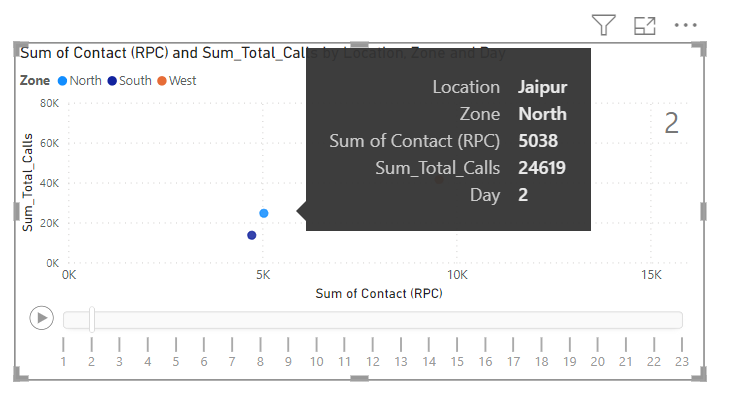 Sum of Contact (RPC) and Sum_Total_Calls by Location, Zone and Day
Zone North South West
80K
60K
40K
20K
0K
Sum_Total_Calls
2
Location Jaipur
Zone North
Sum of Contact (RPC) 5038
Sum_Total_Calls 24619
Day 2
0K 5K 10K 15K
Sum of Contact (RPC)
1 2 3 4 5 6 7 8 9 10 11 12 13 14 15 16 17 18 19 20 21 22 23